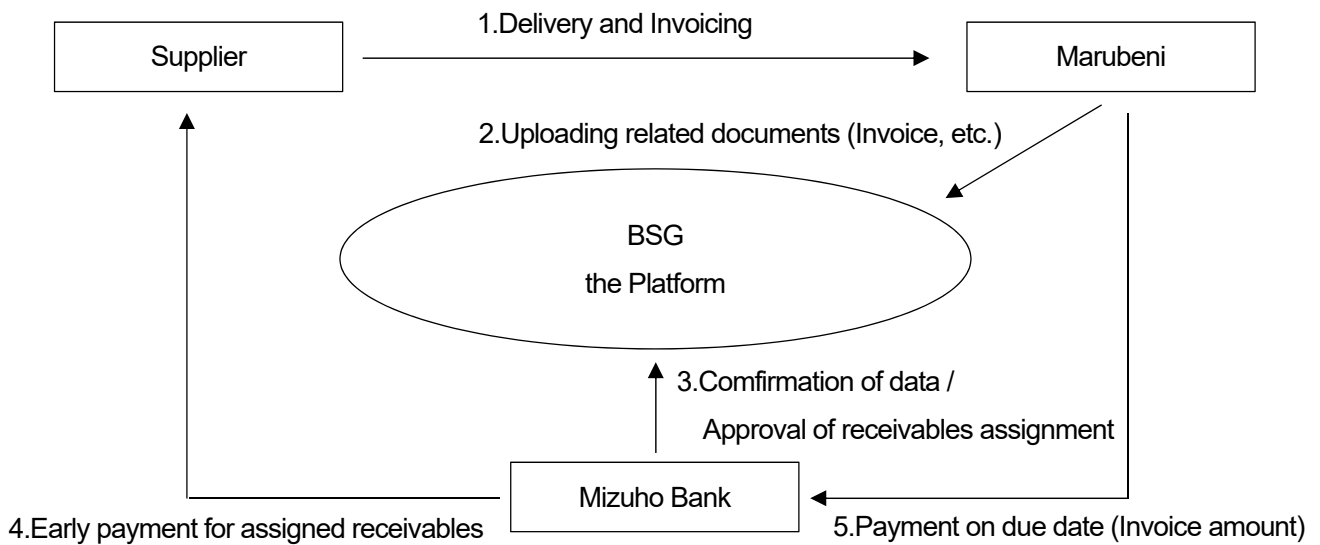 1.Delivery and Invoicing
Supplier
Marubeni
2.Uploading related documents (Invoice, etc.)
BSG
the Platform
3.Comfirmation of data /
Approval of receivables assignment
Mizuho Bank
4.Early payment for assigned receivables
5.Payment on due date (Invoice amount)